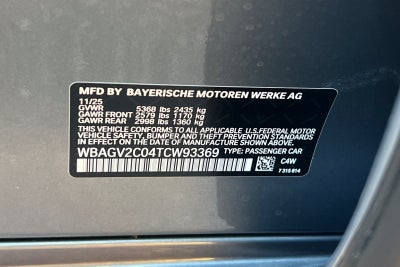 MFD BY BAYERISCHE MOTOREN WERKE AG
11/25
GVWR 5368 lbs 2435 kg
GAWR FRONT 2579 lbs 1170 kg
GAWR REAR 2998 lbs 1360 kg
THIS VEHICLE CONFORMS TO ALL APPLICABLE
U.S.FEDERAL MOTOR
VEHICLE SAFETY, BUMPER, AND THEFT PREVENTION STANDARDS
IN EFFECT ON THE DATE OF MANUFACTURE SHOWN ABOVE.
WBAGV2C04TCW93369 TYPE: PASSENGER CAR
C4W
7 315 614